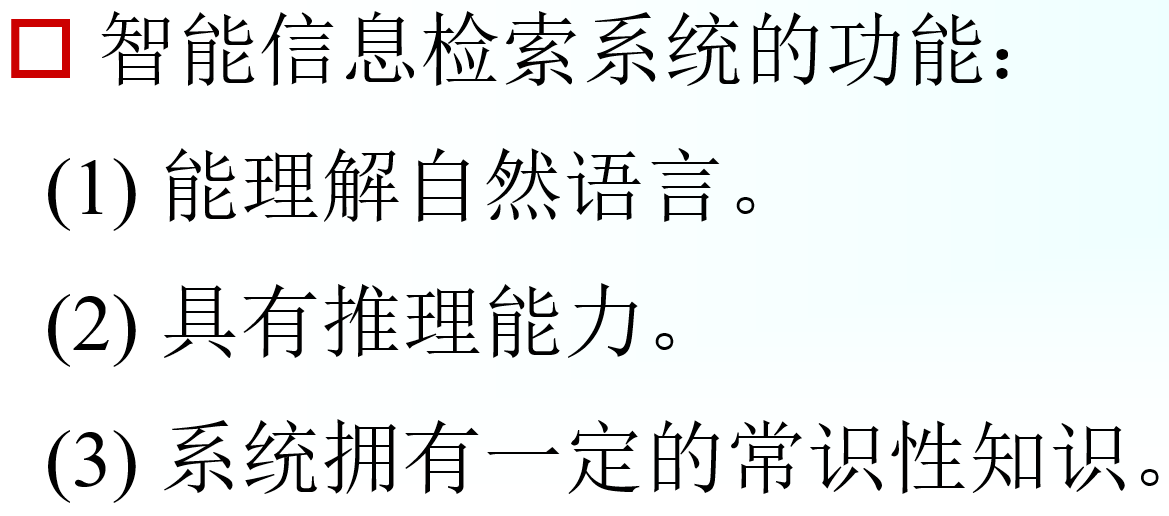 智能信息检索系统的功能：
(1) 能理解自然语言。
(2) 具有推理能力。
(3) 系统拥有一定的常识性知识。